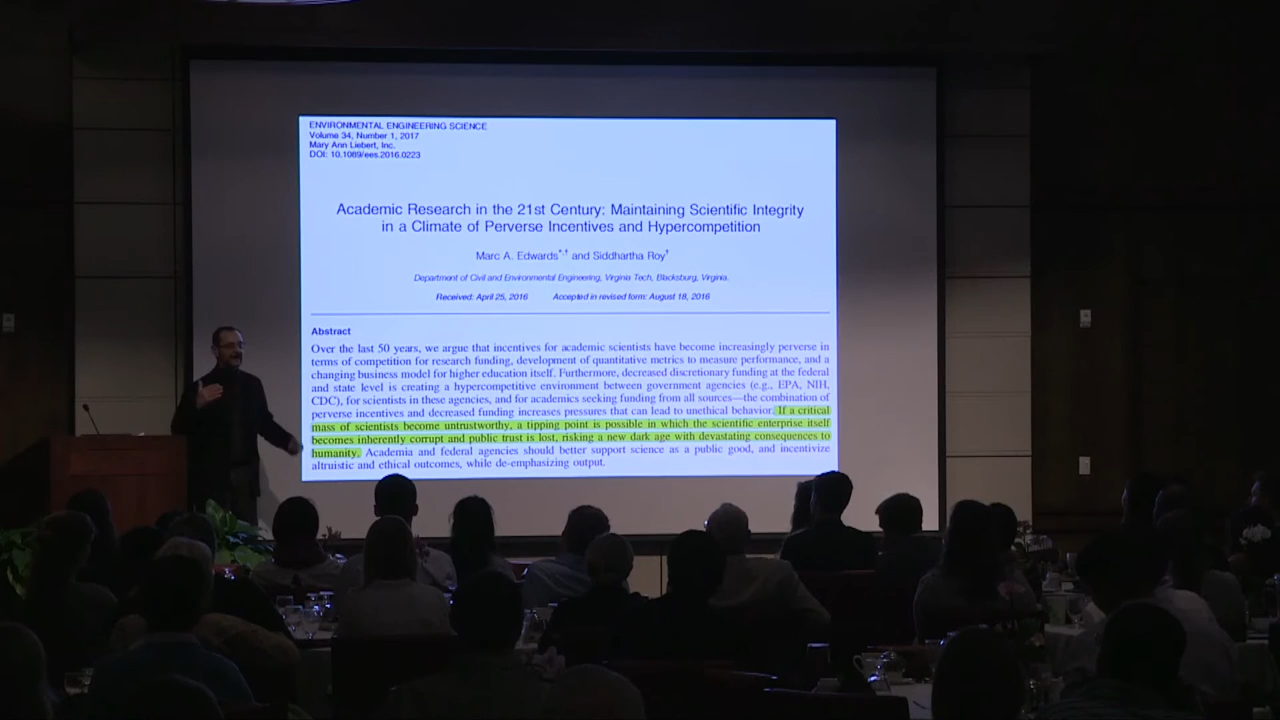 ENVIRONMENTAL ENGINEERING SCIENCE
Volume 34, Number 1, 2017
Mary Ann Liebert, Inc.
DOI: 10.1089/ees.2016.0223
Academic Research in the 21st Century: Maintaining Scientific Integrity
in a Climate of Perverse Incentives and Hypercompetition
Marc A. Edwards*,† and Siddhartha Roy†
Department of Civil and Environmental Engineering, Virginia Tech, Blacksburg, Virginia.
Received: April 25, 2016 Accepted in revised form: August 18, 2016
Abstract
Over the last 50 years, we argue that incentives for academic scientists have become increasingly perverse in
terms of competition for research funding, development of quantitative metrics to measure performance, and a
changing business model for higher education itself. Furthermore, decreased discretionary funding at the federal
and state level is creating a hypercompetitive environment between government agencies (e.g., EPA, NIH,
CDC), for scientists in these agencies, and for academics seeking funding from all sources—the combination of
perverse incentives and decreased funding increases pressures that can lead to unethical behavior. If a critical
mass of scientists become untrustworthy, a tipping point is possible in which the scientific enterprise itself
becomes inherently corrupt and public trust is lost, risking a new dark age with devastating consequences to
humanity. Academia and federal agencies should better support science as a public good, and incentivize
altruistic and ethical outcomes, while de-emphasizing output.